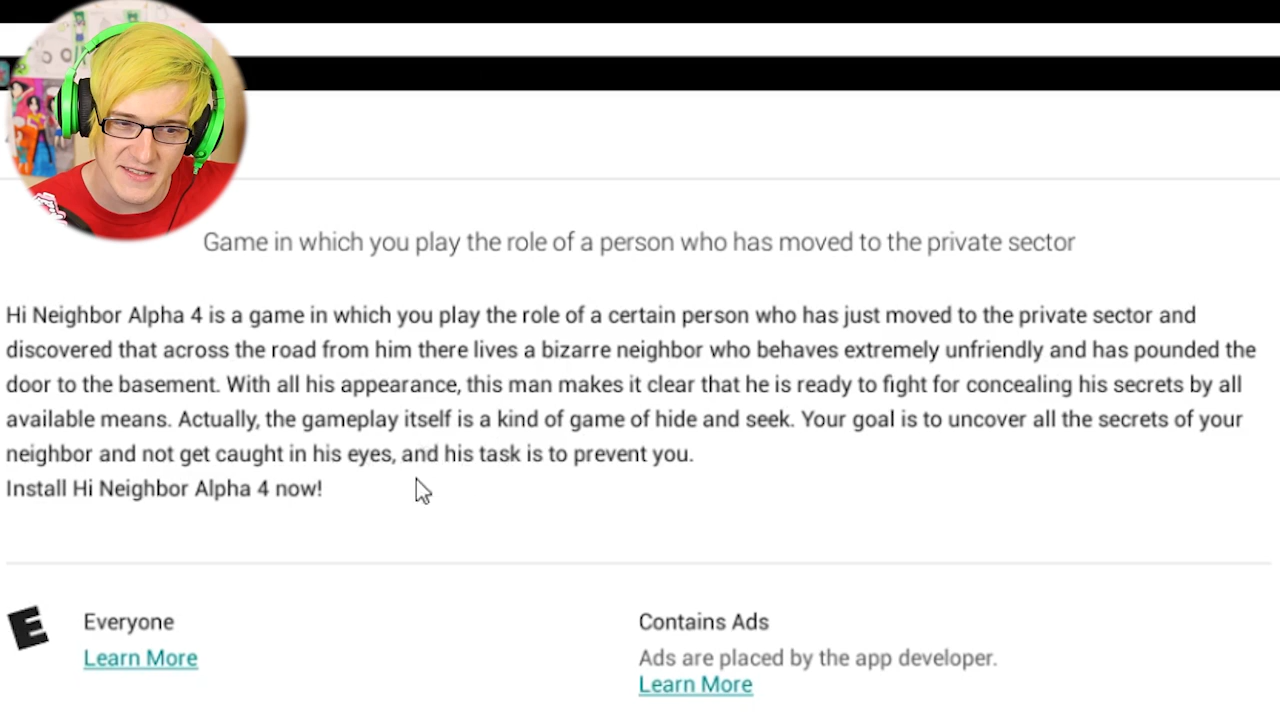 Game in which you play the role of a person who has moved to the private sector
Hi Neighbor Alpha 4 is a game in which you play the role of a certain person who has just moved to the private sector and
discovered that across the road from him there lives a bizarre neighbor who behaves extremely unfriendly and has pounded the
door to the basement. With all his appearance, this man makes it clear that he is ready to fight for concealing his secrets by all
available means. Actually, the gameplay itself is a kind of game of hide and seek. Your goal is to uncover all the secrets of your
neighbor and not get caught in his eyes, and his task is to prevent you.
Install Hi Neighbor Alpha 4 now!
E
Everyone
Learn More
Contains Ads
Ads are placed by the app developer.
Learn More